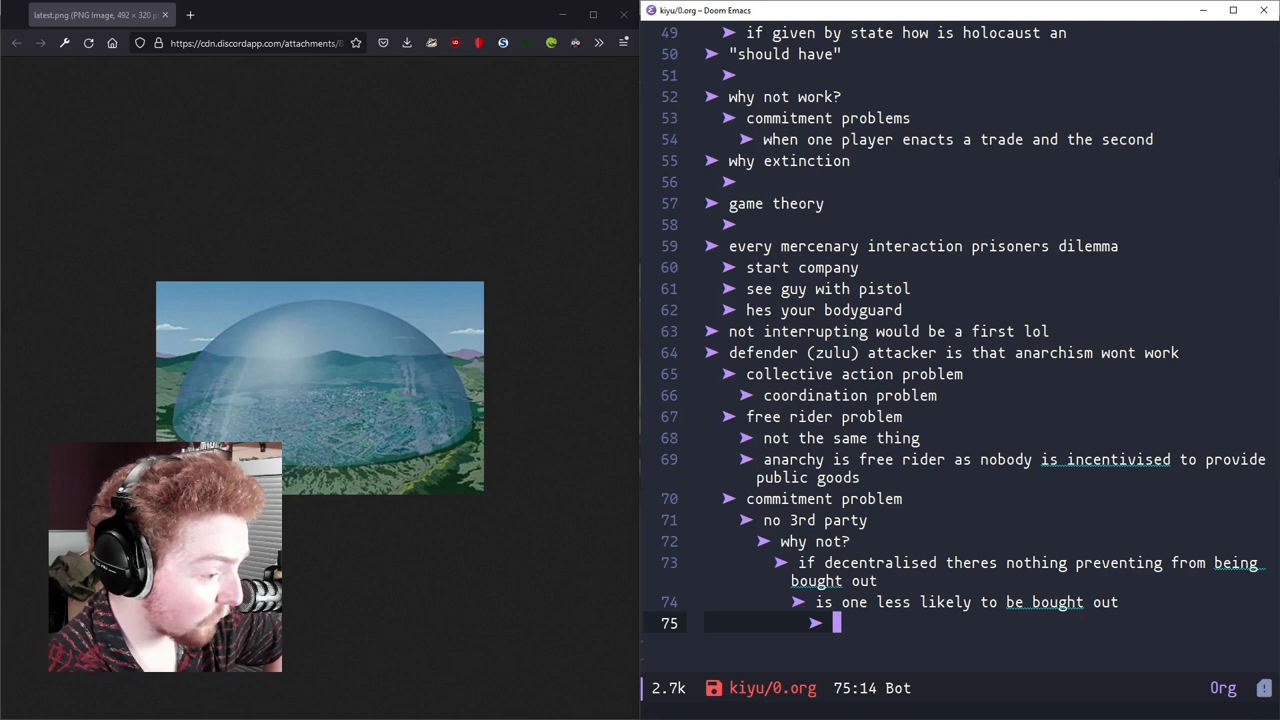 latest.png (PNG Image, 492 × 320 p
https://cdn.discordapp.com/attachments/8
kiyu/0.org – Doom Emacs
49 if given by state how is holocaust an
50 "should have"
51
52 why not work?
53 commitment problems
54 when one player enacts a trade and the second
55 why extinction
56
57 game theory
58
59 every mercenary interaction prisoners dilemma
60 start company
61 see guy with pistol
62 hes your bodyguard
63 not interrupting would be a first lol
64 defender (zulu) attacker is that anarchism wont work
65 collective action problem
66 coordination problem
67 free rider problem
68 not the same thing
69 anarchy is free rider as nobody is incentivised to provide
public goods
70 commitment problem
71 no 3rd party
72 why not?
73 if decentralised theres nothing preventing from being
bought out
74 is one less likely to be bought out
75
2.7k kiyu/0.org 75:14 Bot Org